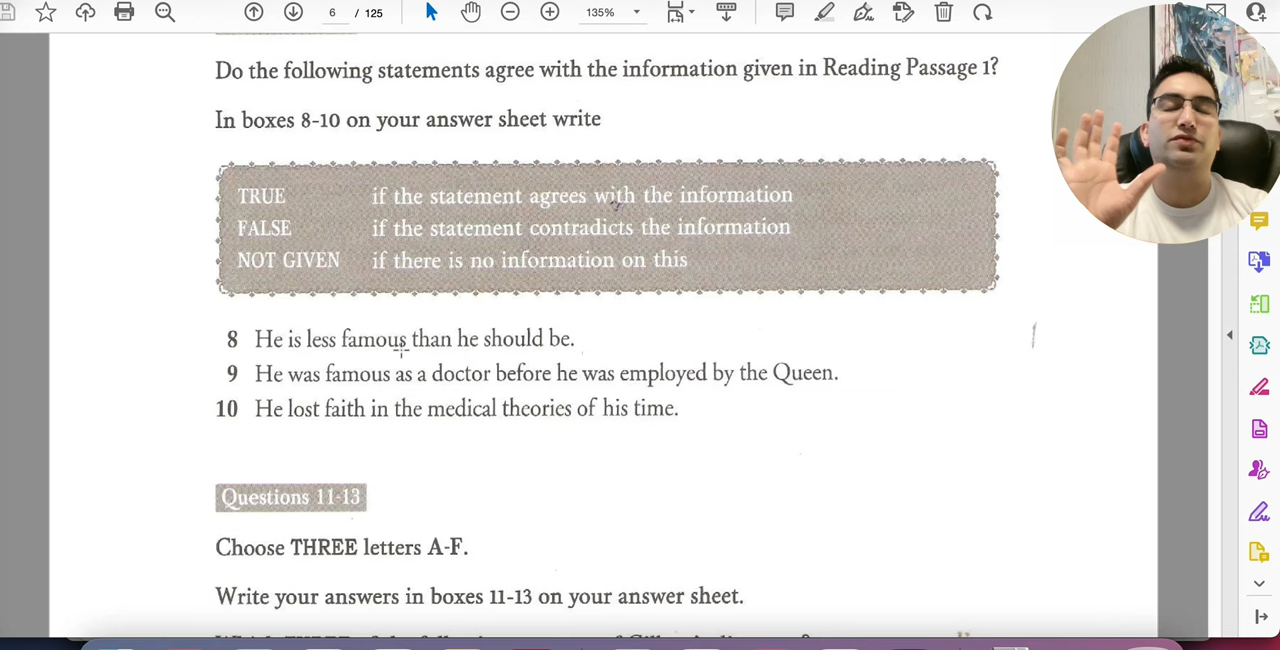 6 / 125
135%
Do the following statements agree with the information given in Reading Passage 1?
In boxes 8-10 on your answer sheet write
TRUE if the statement agrees with the information
FALSE if the statement contradicts the information
NOT GIVEN if there is no information on this
8 He is less famous than he should be.
9 He was famous as a doctor before he was employed by the Queen.
10 He lost faith in the medical theories of his time.
Questions 11-13
Choose THREE letters A-F.
Write your answers in boxes 11-13 on your answer sheet.